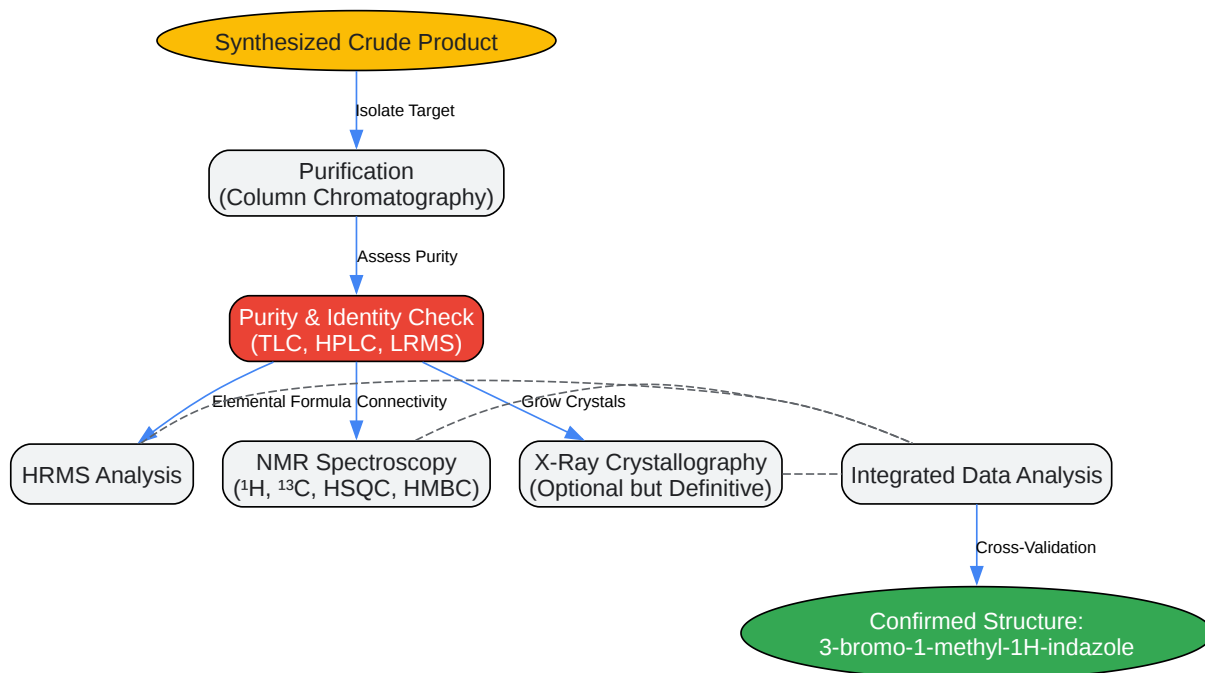 Synthesized Crude Product
Isolate Target
Purification
(Column Chromatography)
Assess Purity
Purity & Identity Check
(TLC, HPLC, LRMS)
Elemental Formula
Connectivity
Grow Crystals
HRMS Analysis
NMR Spectroscopy
(¹H, ¹³C, HSQC, HMBC)
X-Ray Crystallography
(Optional but Definitive)
Integrated Data Analysis
Cross-Validation
Confirmed Structure:
3-bromo-1-methyl-1H-indazole